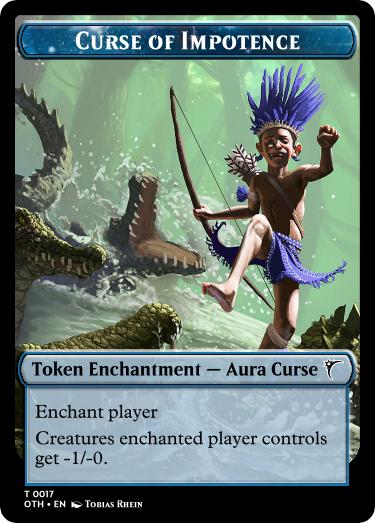 Curse of Impotence
Token Enchantment — Aura Curse
Enchant player
Creatures enchanted player controls
get -1/-0.
T 0017
OTH • EN Tobias Rhein